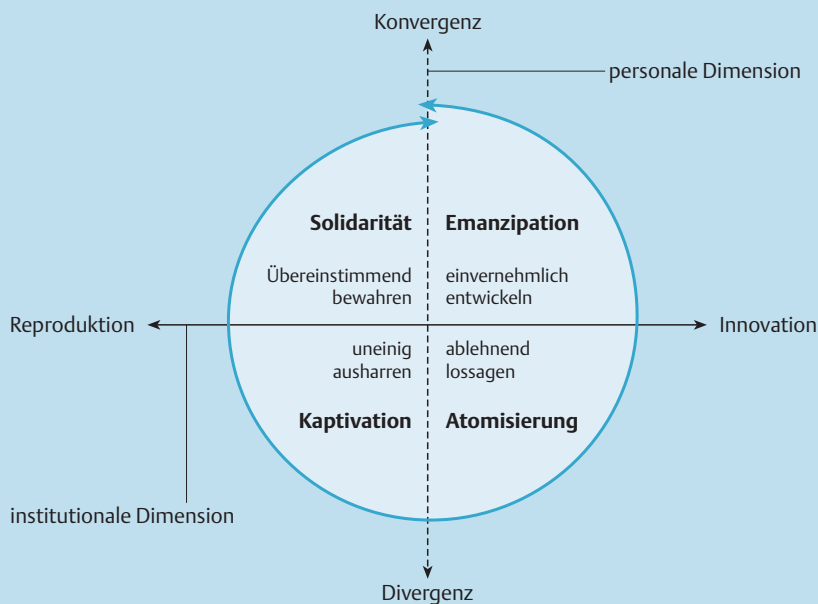 Konvergenz
personale Dimension
Solidarität
Emanzipation
Übereinstimmend
bewahren
einvernehmlich
entwickeln
Reproduktion
Innovation
uneinig
ausharren
ablehnend
lossagen
Kaptivation
Atomisierung
institutionale Dimension
Divergenz